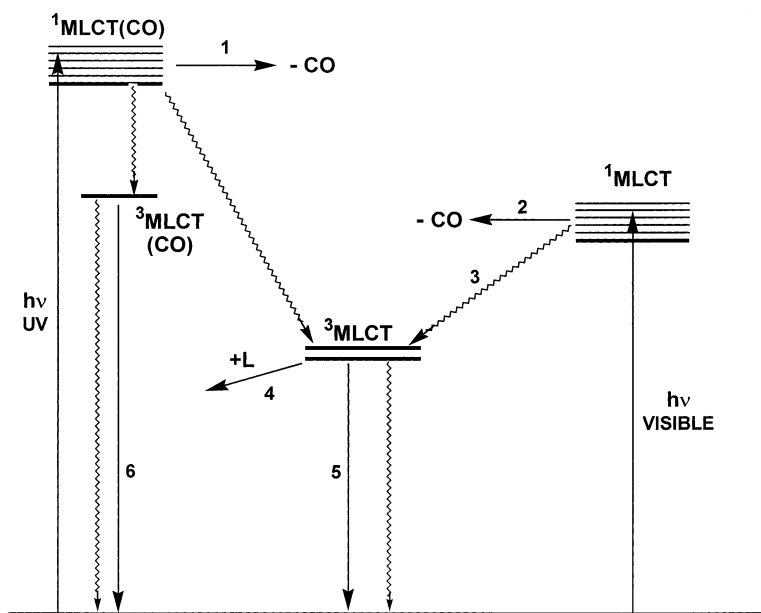 ¹MLCT(CO)
1
- CO
³MLCT
(CO)
¹MLCT
2
- CO
3
hν
UV
³MLCT
+L
4
hν
VISIBLE
6
5